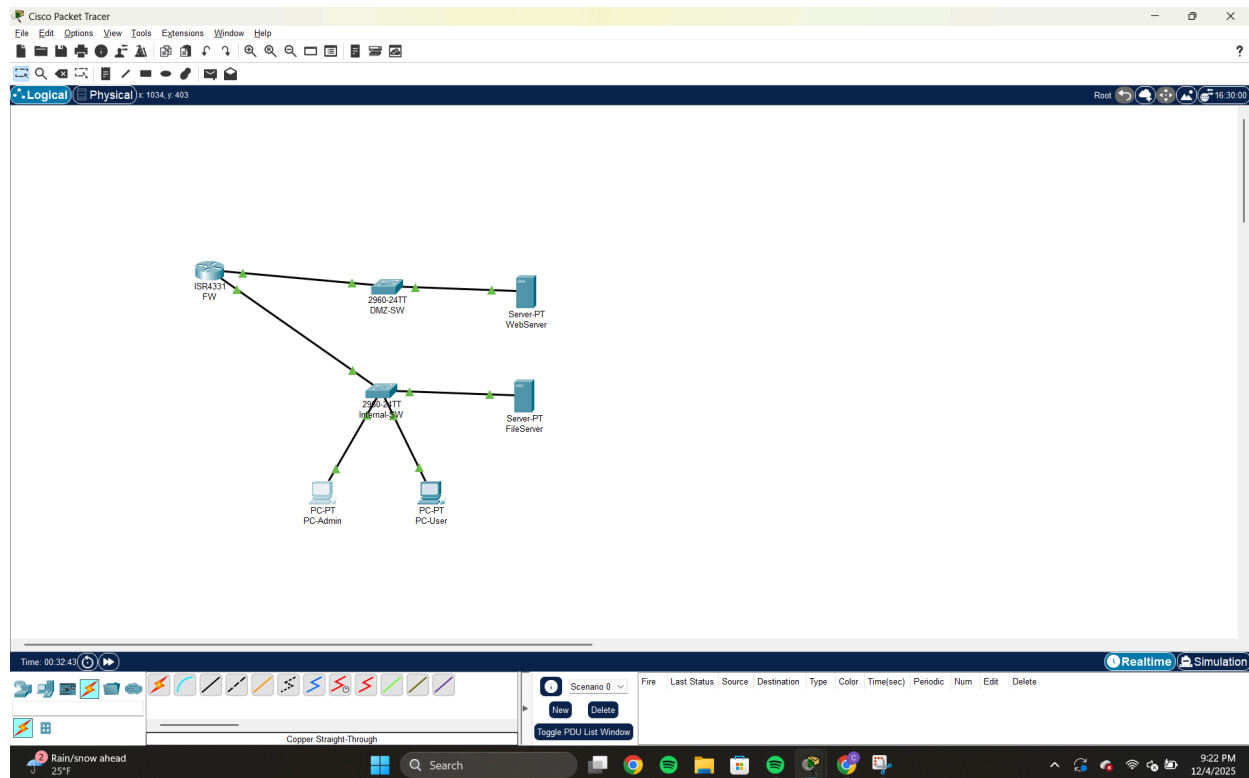 Cisco Packet Tracer
File Edit Options View Tools Extensions Window Help
?
Logical Physical x: 1034, y: 403 Root 16:30:00
ISR4331
FW
2960-24TT
DMZ-SW
Server-PT
WebServer
2960-24TT
Internal-SW
Server-PT
FileServer
PC-PT
PC-Admin
PC-PT
PC-User
Time: 00:32:43 Realtime Simulation
Scenario 0 Fire Last Status Source Destination Type Color Time(sec) Periodic Num Edit Delete
New Delete
Toggle PDU List Window
Copper Straight-Through
2
Rain/snow ahead
25°F
Search
9:22 PM
12/4/2025